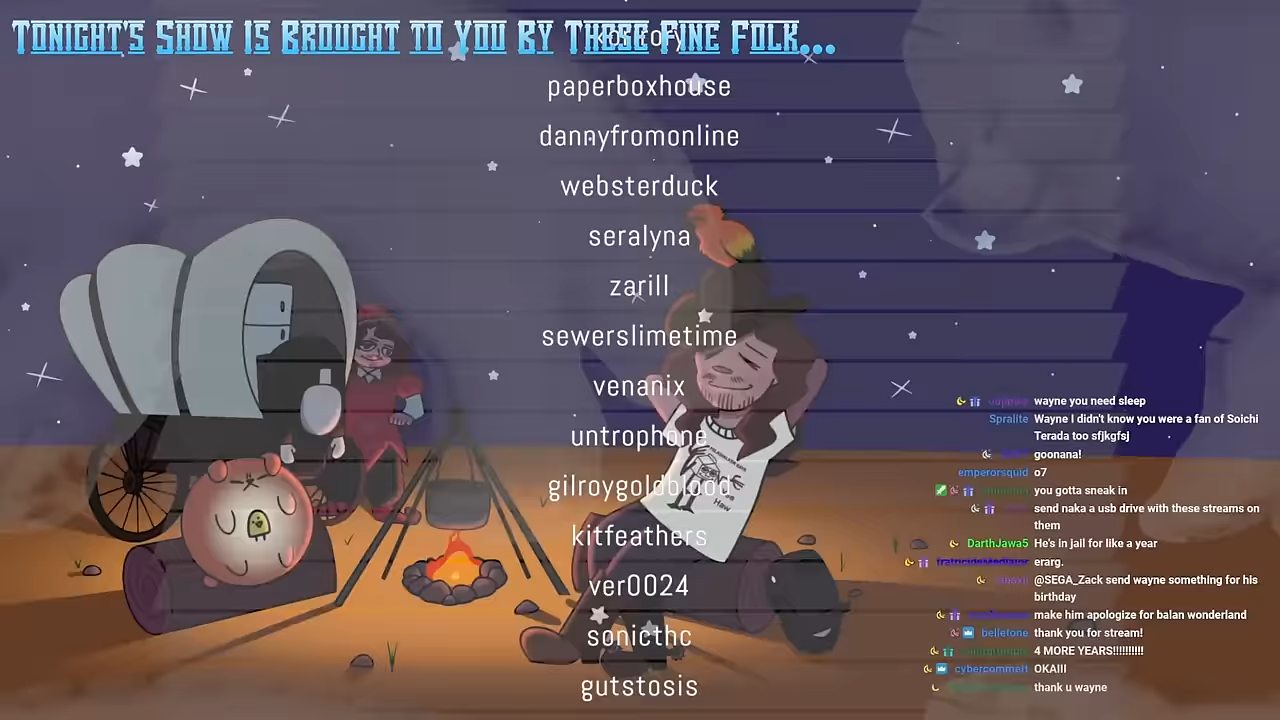 Tonight's Show Is Brought to You By These Fine Folk...
paperboxhouse
dannyfromonline
websterduck
seralyna
zarill
sewerslimetime
venanix
untrophone
gilroygoldblood
kitfeathers
ver0024
sonicthc
gutstosis
wayne you need sleep
Spralite Wayne I didn't know you were a fan of Soichi
Terada too sfjkgfsj
goonana!
emperorsquid o7
you gotta sneak in
send naka a usb drive with these streams on
them
DarthJawa5 He's in jail for like a year
erarg.
@SEGA_Zack send wayne something for his
birthday
make him apologize for balan wonderland
bellefone thank you for stream!
4 MORE YEARS!!!!!!!!!!
cybercommett OKAIII
thank u wayne